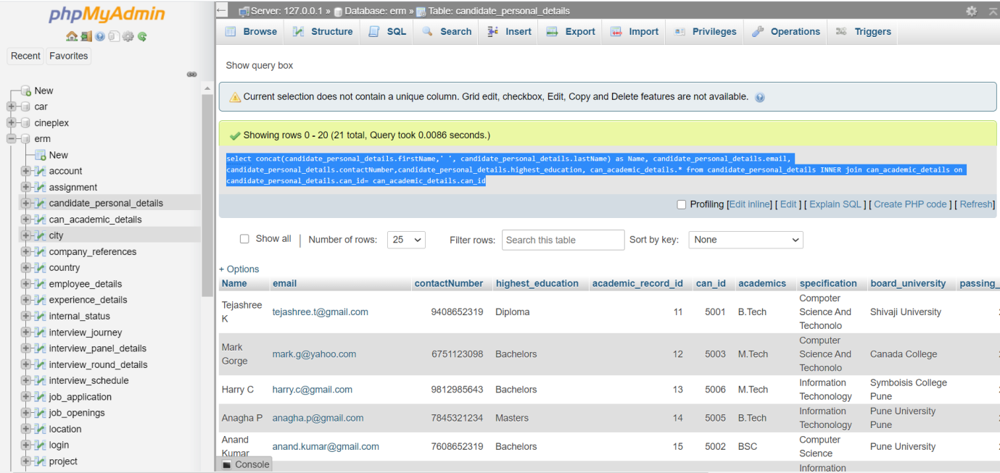 phpMyAdmin
Recent Favorites
New
car
cineplex
erm
New
account
assignment
candidate_personal_details
can_academic_details
city
company_references
country
employee_details
experience_details
internal_status
interview_journey
interview_panel_details
interview_round_details
interview_schedule
job_application
job_openings
location
login
project
Server: 127.0.0.1 » Database: erm » Table: candidate_personal_details
Browse Structure SQL Search Insert Export Import Privileges Operations Triggers
Show query box
Current selection does not contain a unique column. Grid edit, checkbox, Edit, Copy and Delete features are not available.
Showing rows 0 - 20 (21 total, Query took 0.0086 seconds.)
select concat(candidate_personal_details.firstName,' ', candidate_personal_details.lastName) as Name, candidate_personal_details.email,
candidate_personal_details.contactNumber,candidate_personal_details.highest_education, can_academic_details.* from candidate_personal_details INNER join can_academic_details on
candidate_personal_details.can_id= can_academic_details.can_id
Profiling [Edit inline] [ Edit ] [ Explain SQL ] [ Create PHP code ] [ Refresh]
Show all | Number of rows: 25 Filter rows: Search this table Sort by key: None
+ Options
Name email contactNumber highest_education academic_record_id can_id academics specification board_university passing_
Tejashree
K
tejashree.t@gmail.com 9408652319 Diploma 11 5001 B.Tech
Compoter
Science And
Techonolo
Shivaji University
Mark
Gorge
mark.g@yahoo.com 6751123098 Bachelors 12 5003 M.Tech
Computer
Science And
Techonolo
Canada College
Harry C harry.c@gmail.com 9812985643 Bachelors 13 5006 M.Tech
Information
Techonology
Symboisis College
Pune
Anagha P anagha.p@gmail.com 7845321234 Masters 14 5005 B.Tech
Information
Techonology
Pune University
Pune
Anand
Kumar
anand.kumar@gmail.com 7608652319 Bachelors 15 5002 BSC
Computer
Science
Pune University
Information
Console